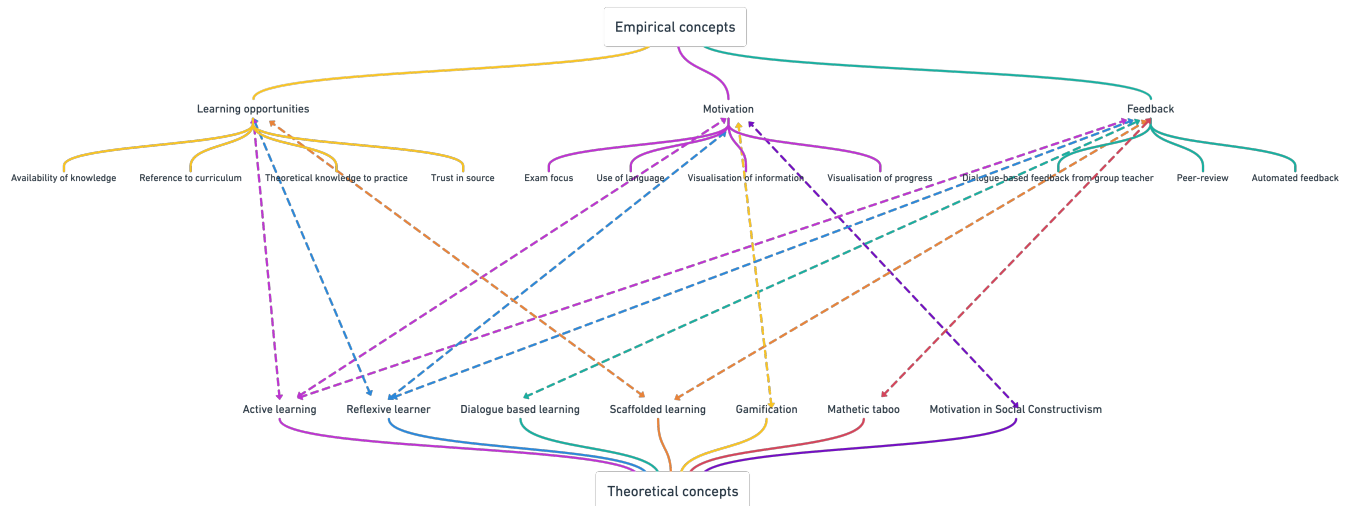 Empirical concepts
Learning opportunities
Motivation
Feedback
Availability of knowledge
Reference to curriculum
Theoretical knowledge to practice
Trust in source
Exam focus
Use of language
Visualisation of information
Visualisation of progress
Dialogue-based feedback from group teacher
Peer-review
Automated feedback
Active learning
Reflexive learner
Dialogue based learning
Scaffolded learning
Gamification
Mathetic taboo
Motivation in Social Constructivism
Theoretical concepts